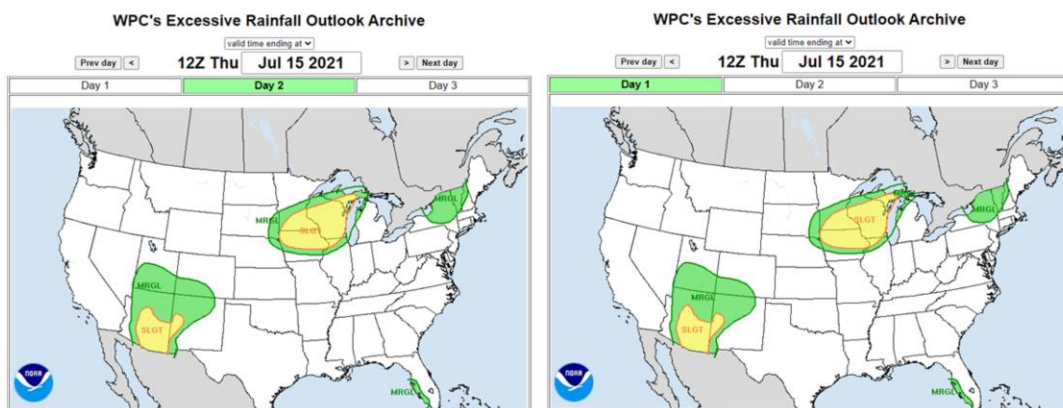 WPC's Excessive Rainfall Outlook Archive
valid time ending at
Prev day < 12Z Thu Jul 15 2021 > Next day
Day 1 Day 2 Day 3
MRGL
MRGL
SLGT
MRGL
SLGT
MRGL
NOAA
WPC's Excessive Rainfall Outlook Archive
valid time ending at
Prev day < 12Z Thu Jul 15 2021 > Next day
Day 1 Day 2 Day 3
MRGL
SLGT
MRGL
SLGT
MRGL
NOAA